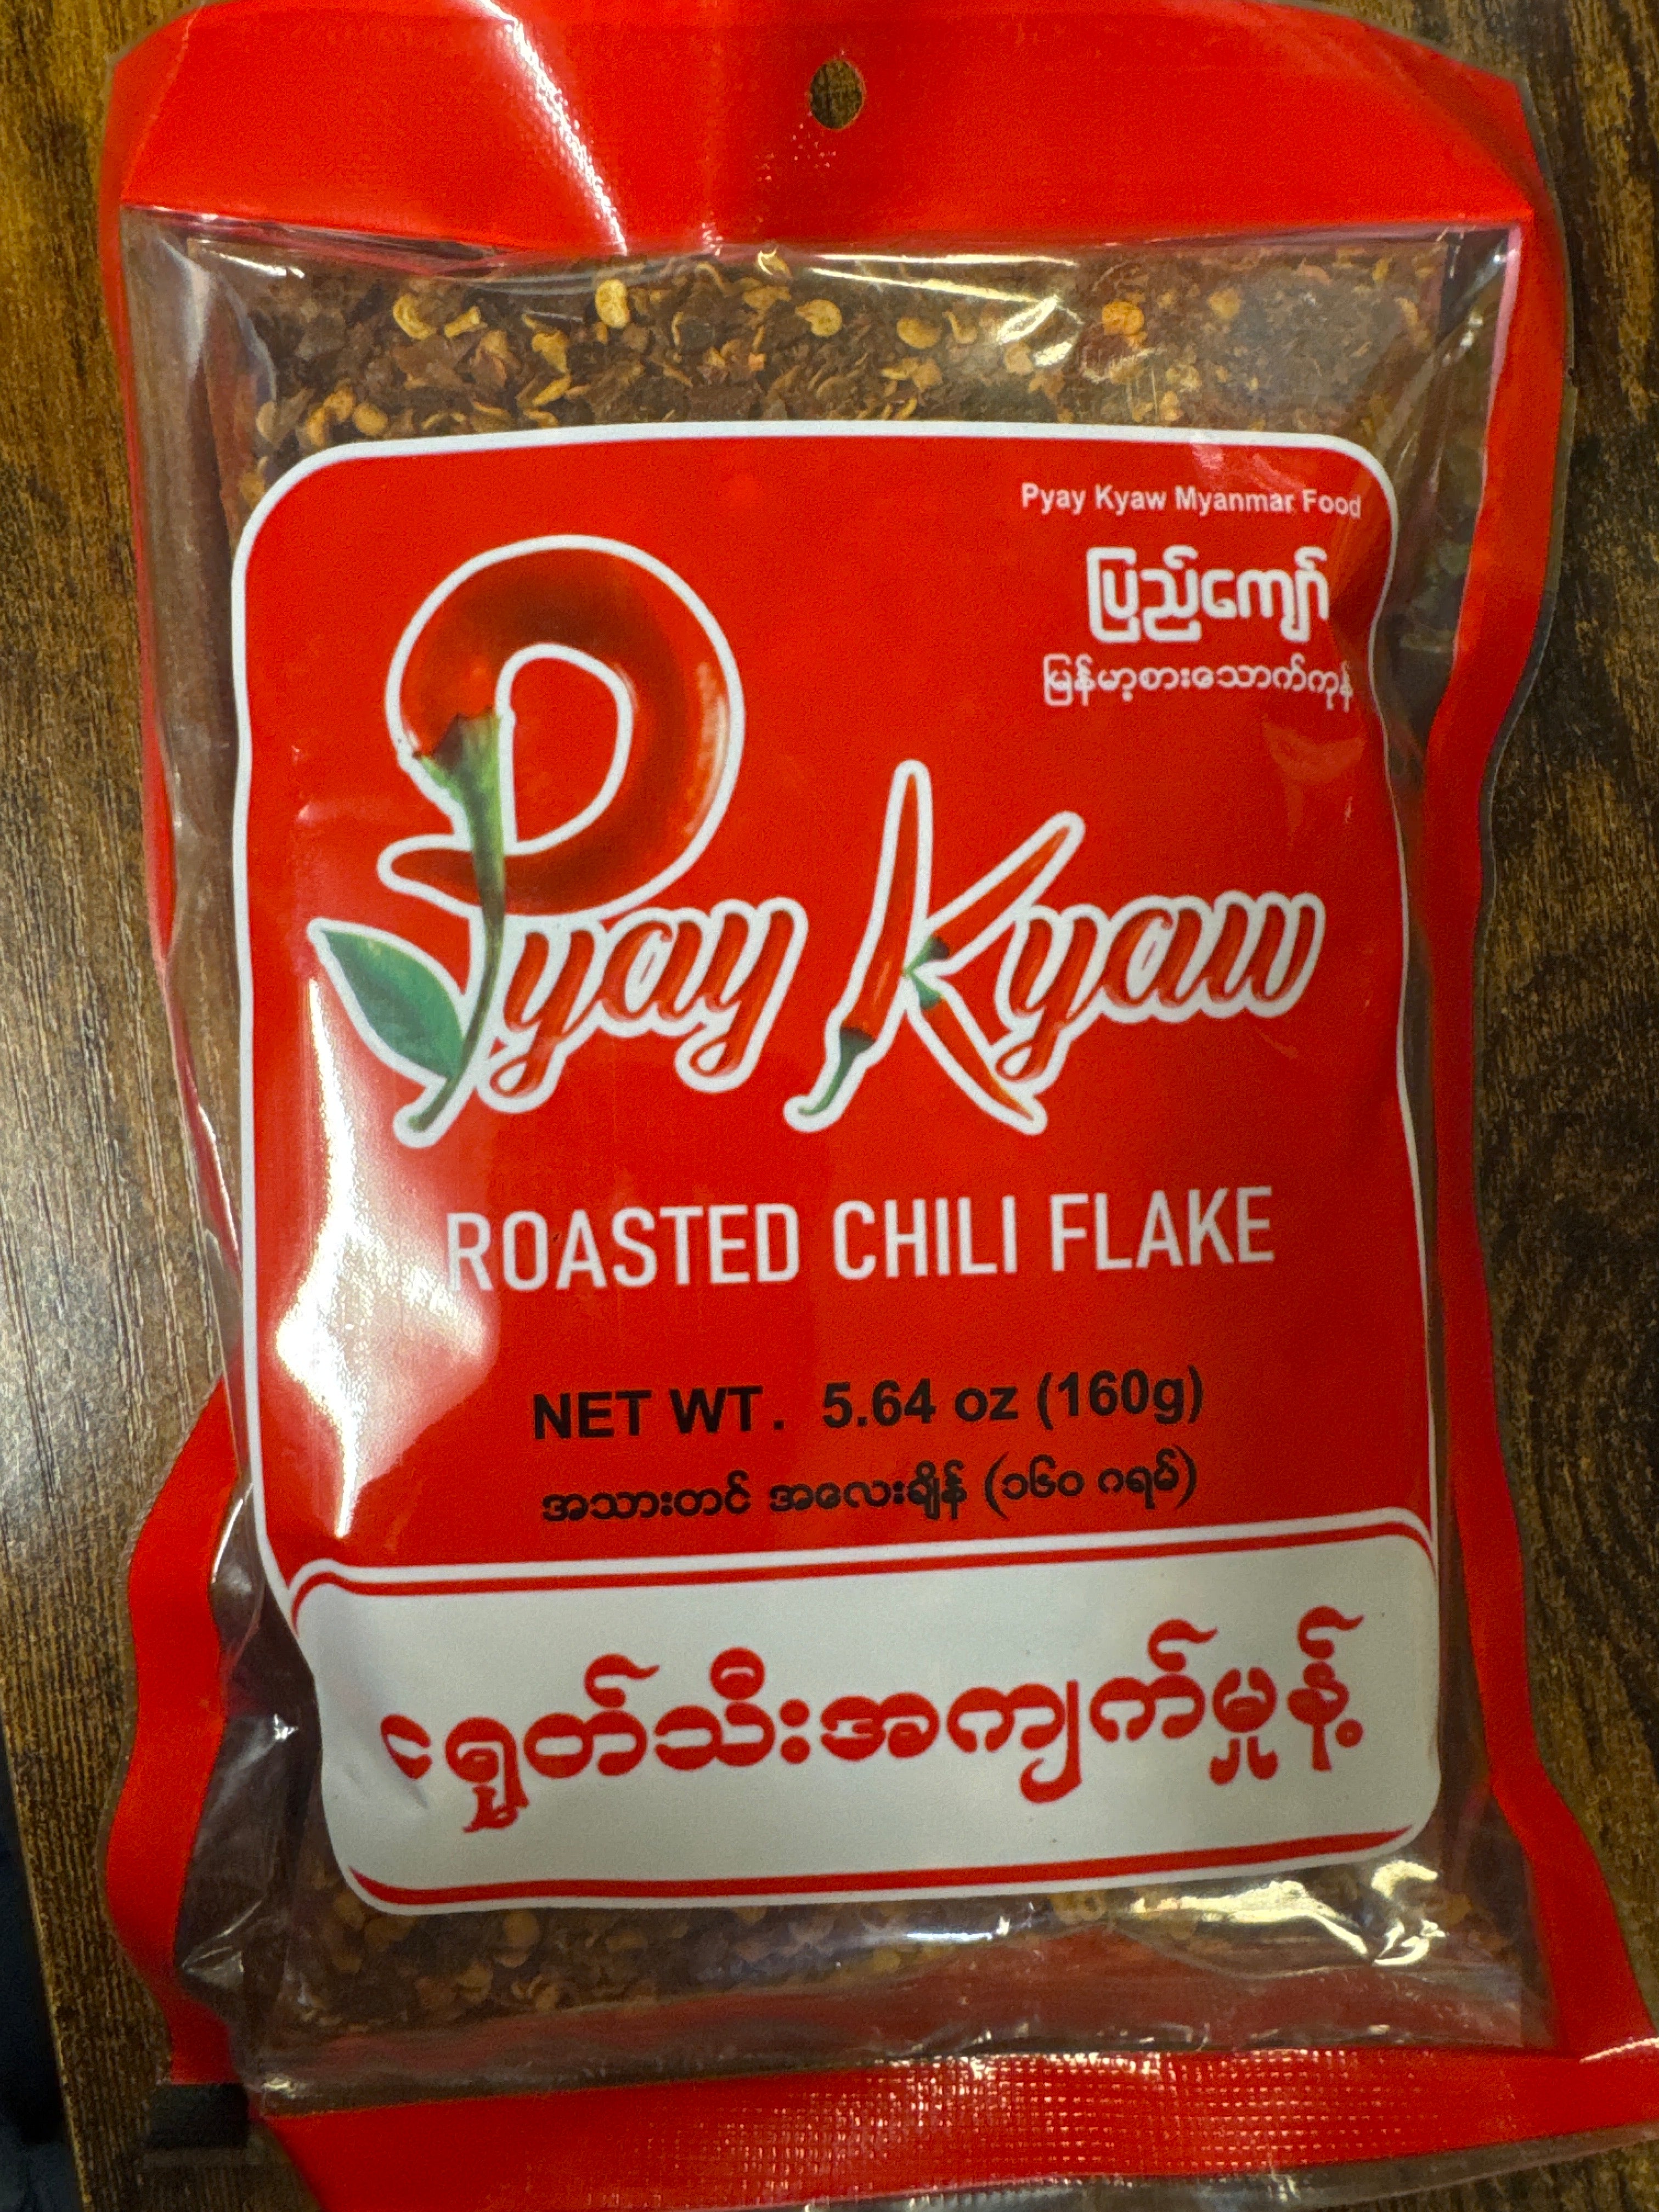 Pyay Kyaw Myanmar Food
ပြည်ကျော်
မြန်မာ့စားသောက်ကုန်
Pyay Kyaw
ROASTED CHILI FLAKE
NET WT. 5.64 oz (160g)
အသားတင် အလေးချိန် (၁၆၀ ဂရမ်)
ငရှုတ်သီးအကျက်မှုန့်